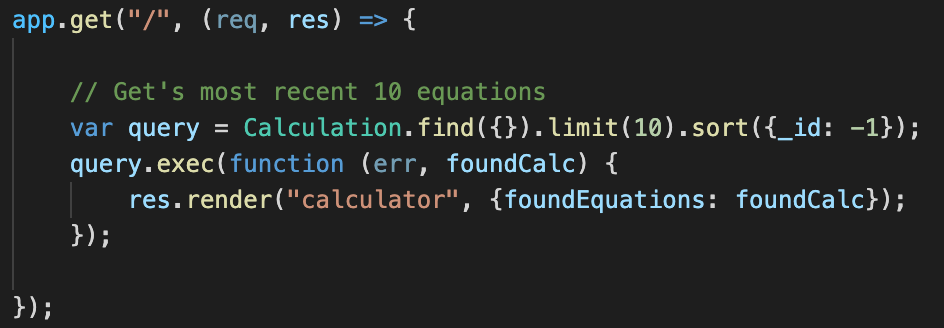 app.get("/", (req, res) => {
// Get's most recent 10 equations
var query = Calculation.find({}).limit(10).sort({_id: -1});
query.exec(function (err, foundCalc) {
res.render("calculator", {foundEquations: foundCalc});
});
});